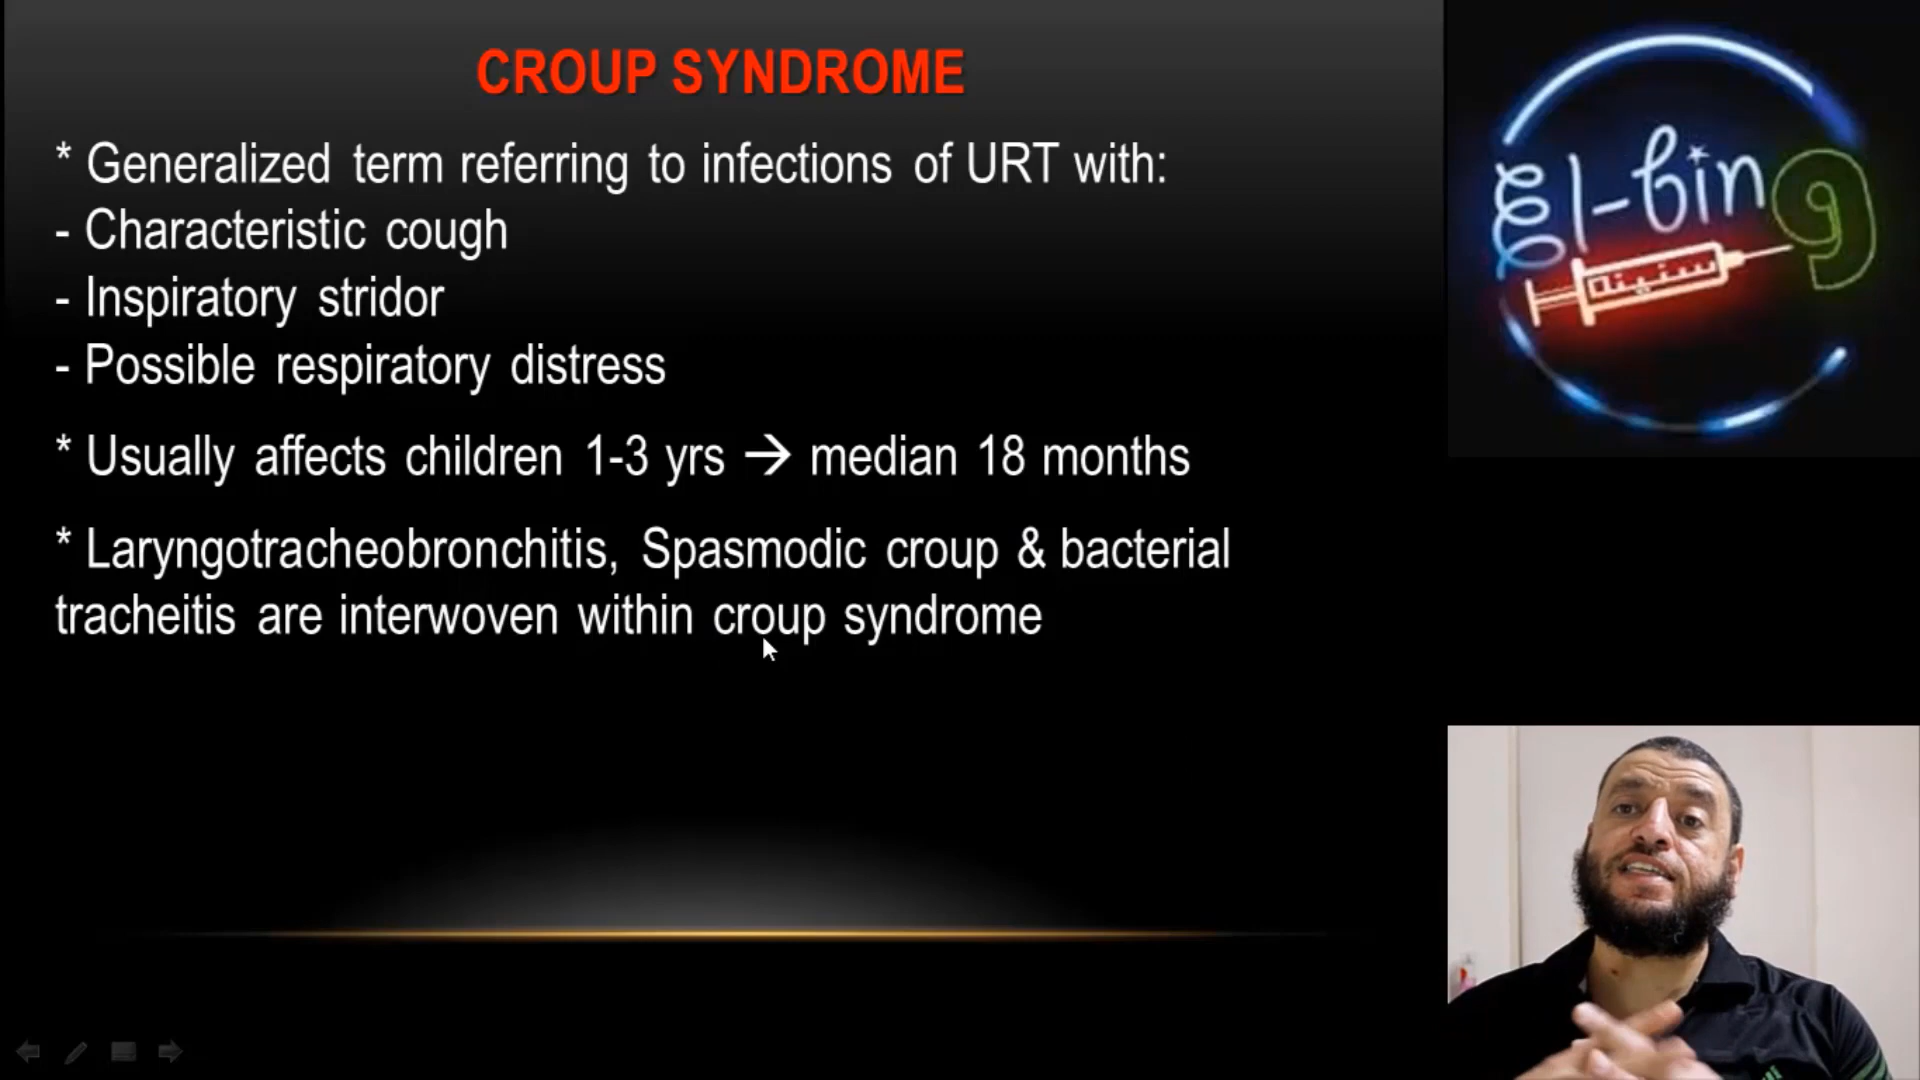 CROUP SYNDROME
* Generalized term referring to infections of URT with:
- Characteristic cough
- Inspiratory stridor
- Possible respiratory distress
* Usually affects children 1-3 yrs → median 18 months
* Laryngotracheobronchitis, Spasmodic croup & bacterial
tracheitis are interwoven within croup syndrome
El-bing